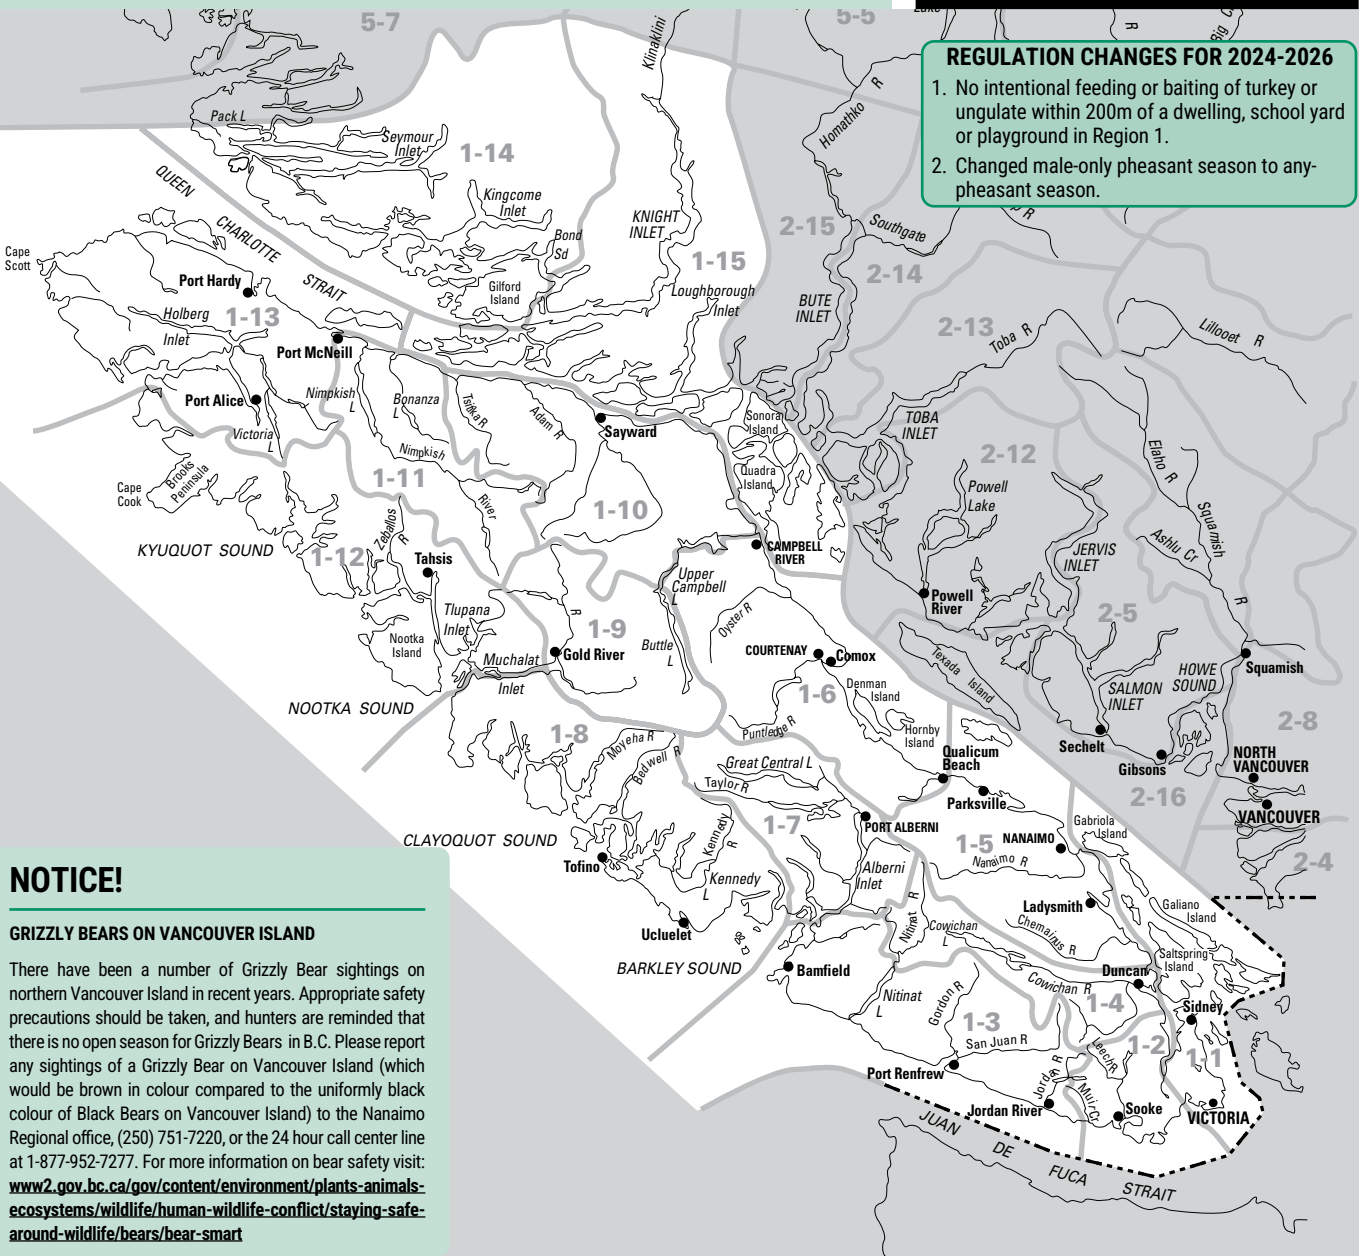 5-7
5-5
Lake
R
Big C
Klinaklini
REGULATION CHANGES FOR 2024-2026
1. No intentional feeding or baiting of turkey or
ungulate within 200m of a dwelling, school yard
or playground in Region 1.
2. Changed male-only pheasant season to any-
pheasant season.
Homathko R
Pack L
Seymour
Inlet
1-14
QUEEN
CHARLOTTE
STRAIT
Kingcome
Inlet
KNIGHT
INLET
Bond
Sd
2-15
Southgate
R
Cape
Scott
Port Hardy
Gilford
Island
1-15
Loughborough
Inlet
2-14
BUTE
INLET
Holberg
Inlet
1-13
Port McNeill
2-13
Toba R
Lillooet R
Port Alice
Nimpkish
L
Bonanza
L
Tsitika R
Adam R
Sayward
Sonora
Island
TOBA
INLET
Victoria
L
Nimpkish
River
Quadra
Island
2-12
Elaho R
Brooks
Peninsula
Cape
Cook
1-11
1-10
Powell
Lake
Squamish
R
KYUQUOT SOUND
1-12
Zeballos
R
Tahsis
CAMPBELL
RIVER
JERVIS
INLET
Ashlu Cr
Upper
Campbell
L
Powell
River
2-5
Tlupana
Inlet
R
1-9
Oyster R
Nootka
Island
Gold River
Buttle
L
COURTENAY
Comox
Texada Island
HOWE
SOUND
Squamish
Muchalat
Inlet
1-6
Denman
Island
SALMON
INLET
NOOTKA SOUND
1-8
Moyeha R
Bedwell R
Puntledge R
Hornby
Island
Sechelt
2-8
Great Central L
Qualicum
Beach
Gibsons
NORTH
VANCOUVER
Taylor R
Parksville
2-16
VANCOUVER
CLAYOQUOT SOUND
Kennedy
R
1-7
PORT ALBERNI
1-5
NANAIMO
Gabriola
Island
2-4
Tofino
Kennedy
L
Alberni
Inlet
Nanaimo R
Ucluelet
Nitinat R
Cowichan
L
Ladysmith
Chemainus R
Galiano
Island
BARKLEY SOUND
Bamfield
Saltspring
Island
Duncan
Nitinat
L
Gordon R
Cowichan R
1-4
Sidney
1-3
San Juan R
Leech R
1-2
1-1
Port Renfrew
Jordan R
Muir Cr
Jordan River
Sooke
VICTORIA
JUAN DE FUCA STRAIT
NOTICE!
GRIZZLY BEARS ON VANCOUVER ISLAND
There have been a number of Grizzly Bear sightings on
northern Vancouver Island in recent years. Appropriate safety
precautions should be taken, and hunters are reminded that
there is no open season for Grizzly Bears in B.C. Please report
any sightings of a Grizzly Bear on Vancouver Island (which
would be brown in colour compared to the uniformly black
colour of Black Bears on Vancouver Island) to the Nanaimo
Regional office, (250) 751-7220, or the 24 hour call center line
at 1-877-952-7277. For more information on bear safety visit:
www2.gov.bc.ca/gov/content/environment/plants-animals-
ecosystems/wildlife/human-wildlife-conflict/staying-safe-
around-wildlife/bears/bear-smart